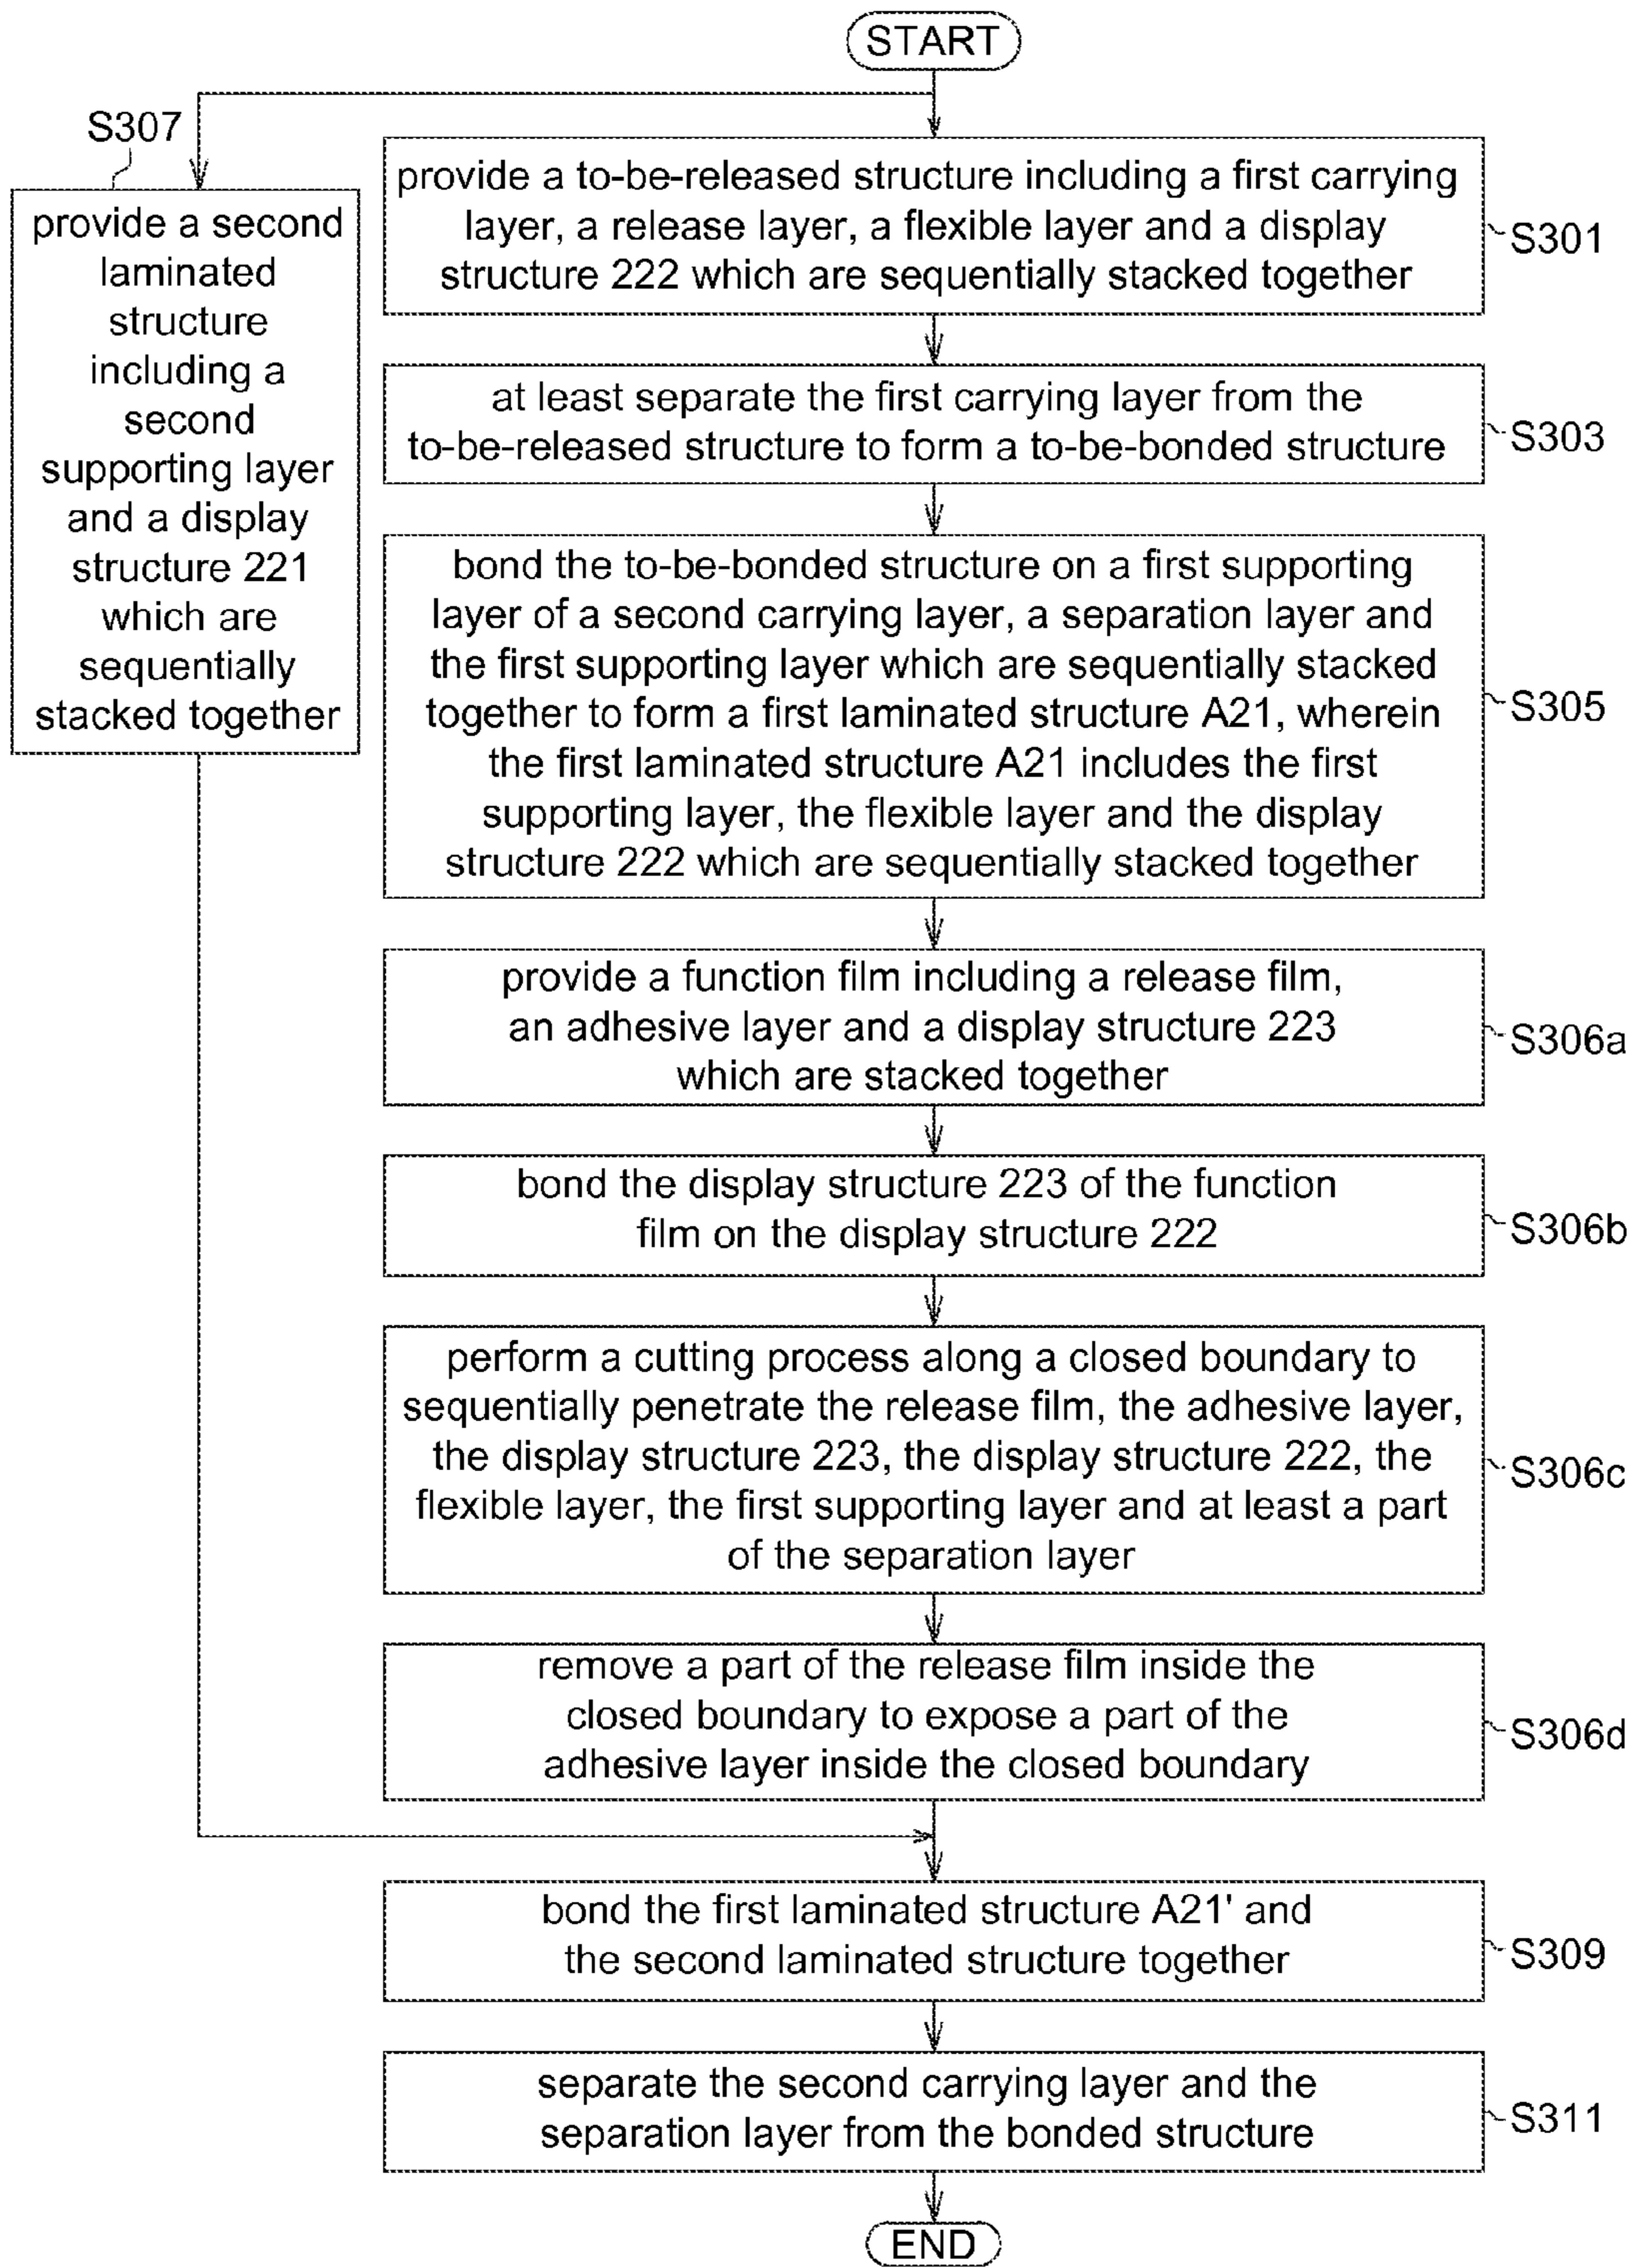 START
S307
provide a second
laminated
structure
including a
second
supporting layer
and a display
structure 221
which are
sequentially
stacked together
provide a to-be-released structure including a first carrying
layer, a release layer, a flexible layer and a display
structure 222 which are sequentially stacked together
S301
at least separate the first carrying layer from the
to-be-released structure to form a to-be-bonded structure
S303
bond the to-be-bonded structure on a first supporting
layer of a second carrying layer, a separation layer and
the first supporting layer which are sequentially stacked
together to form a first laminated structure A21, wherein
the first laminated structure A21 includes the first
supporting layer, the flexible layer and the display
structure 222 which are sequentially stacked together
S305
provide a function film including a release film,
an adhesive layer and a display structure 223
which are stacked together
S306a
bond the display structure 223 of the function
film on the display structure 222
S306b
perform a cutting process along a closed boundary to
sequentially penetrate the release film, the adhesive layer,
the display structure 223, the display structure 222, the
flexible layer, the first supporting layer and at least a part
of the separation layer
S306c
remove a part of the release film inside the
closed boundary to expose a part of the
adhesive layer inside the closed boundary
S306d
bond the first laminated structure A21' and
the second laminated structure together
S309
separate the second carrying layer and the
separation layer from the bonded structure
S311
END